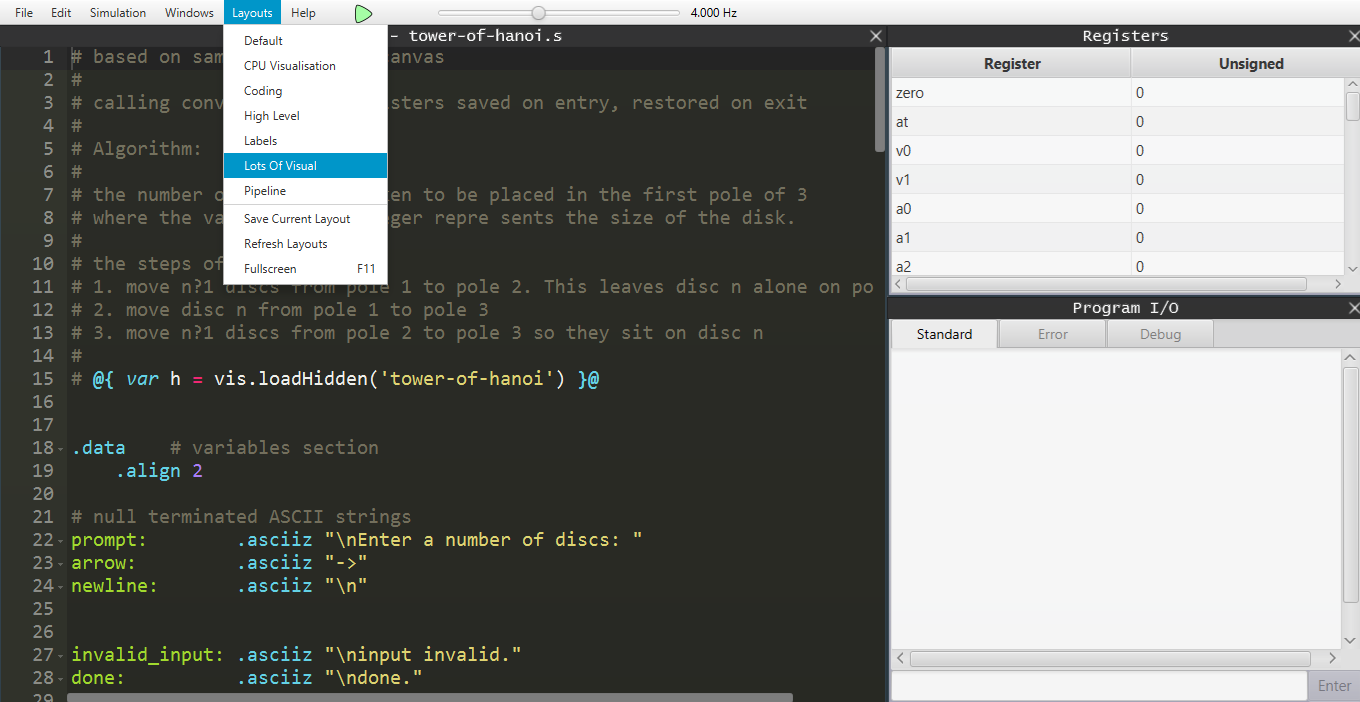 File Edit Simulation Windows Layouts Help 4.000 Hz
Default
CPU Visualisation
Coding
High Level
Labels
Lots Of Visual
Pipeline
Save Current Layout
Refresh Layouts
Fullscreen F11
- tower-of-hanoi.s
1 # based on sam anvas
2 #
3 # calling conv isters saved on entry, restored on exit
4 #
5 # Algorithm:
6 #
7 # the number o en to be placed in the first pole of 3
8 # where the va eger repre sents the size of the disk.
9 #
10 # the steps of
11 # 1. move n?1 discs from pole 1 to pole 2. This leaves disc n alone on po
12 # 2. move disc n from pole 1 to pole 3
13 # 3. move n?1 discs from pole 2 to pole 3 so they sit on disc n
14 #
15 # @{ var h = vis.loadHidden('tower-of-hanoi') }@
16
17
18 .data # variables section
19 .align 2
20
21 # null terminated ASCII strings
22 prompt: .asciiz "\nEnter a number of discs: "
23 arrow: .asciiz "->"
24 newline: .asciiz "\n"
25
26
27 invalid_input: .asciiz "\ninput invalid."
28 done: .asciiz "\ndone."
29
Registers
Register Unsigned
zero 0
at 0
v0 0
v1 0
a0 0
a1 0
a2 0
Program I/O
Standard Error Debug
Enter